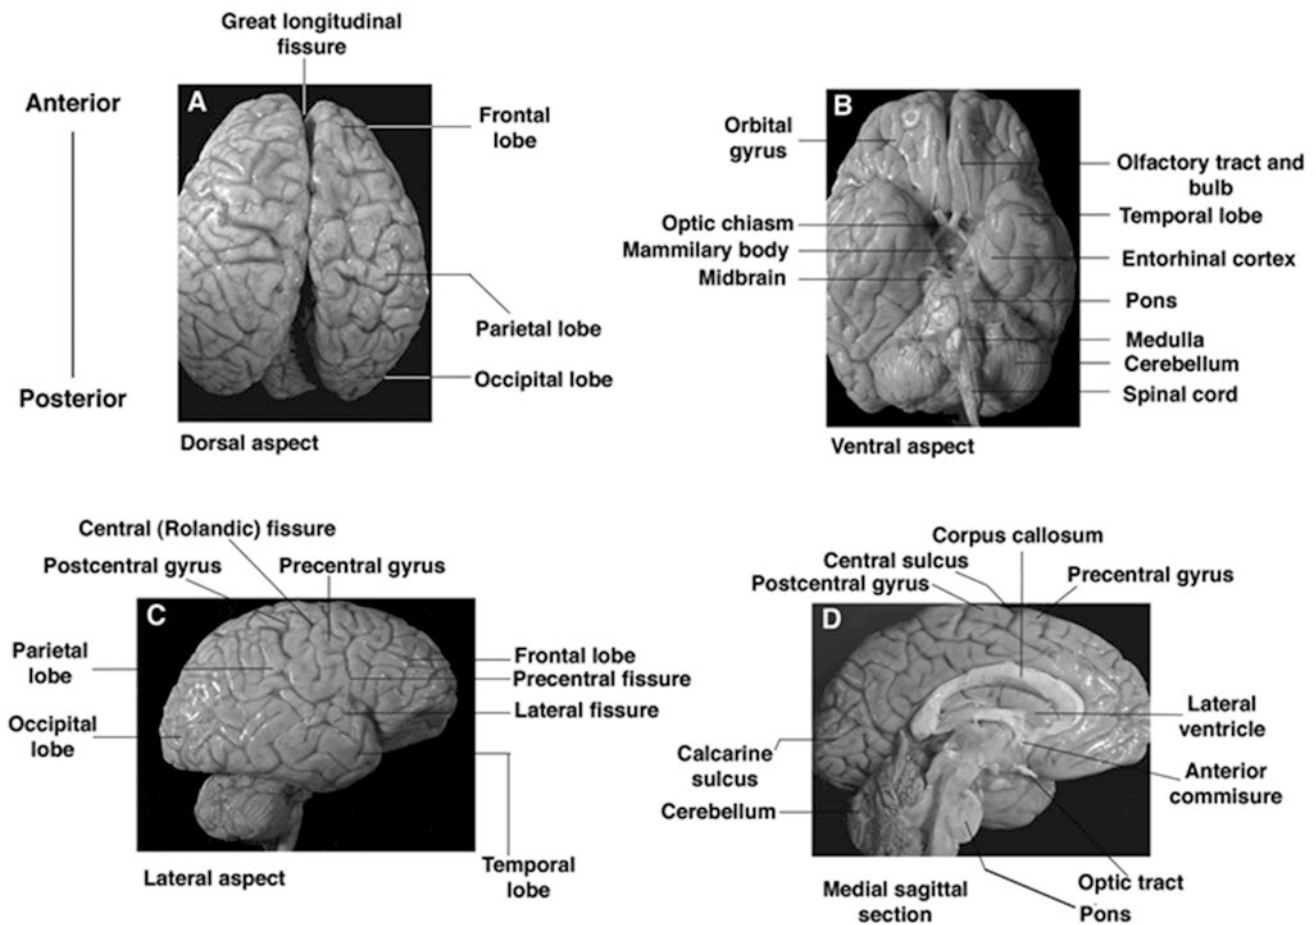 Great longitudinal
fissure
Anterior
Posterior
A
Frontal
lobe
Parietal lobe
Occipital lobe
Dorsal aspect
B
Orbital
gyrus
Optic chiasm
Mammilary body
Midbrain
Olfactory tract and
bulb
Temporal lobe
Entorhinal cortex
Pons
Medulla
Cerebellum
Spinal cord
Ventral aspect
Central (Rolandic) fissure
Postcentral gyrus
Precentral gyrus
C
Parietal
lobe
Occipital
lobe
Frontal lobe
Precentral fissure
Lateral fissure
Temporal
lobe
Lateral aspect
Corpus callosum
Central sulcus
Postcentral gyrus
Precentral gyrus
D
Calcarine
sulcus
Cerebellum
Lateral
ventricle
Anterior
commisure
Optic tract
Pons
Medial sagittal
section